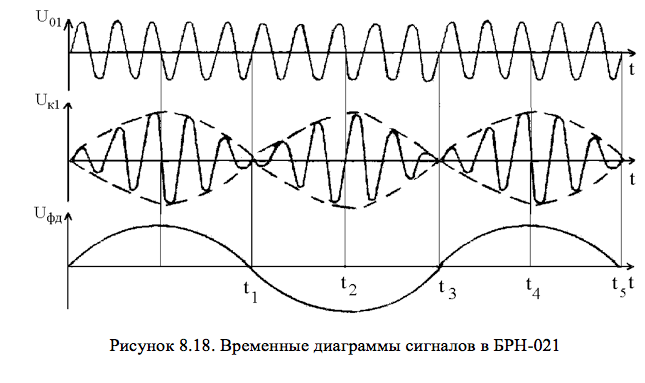 U01
t
Uк1
t
Uфд
t1 t2 t3 t4 t5 t
Рисунок 8.18. Временные диаграммы сигналов в БРН-021